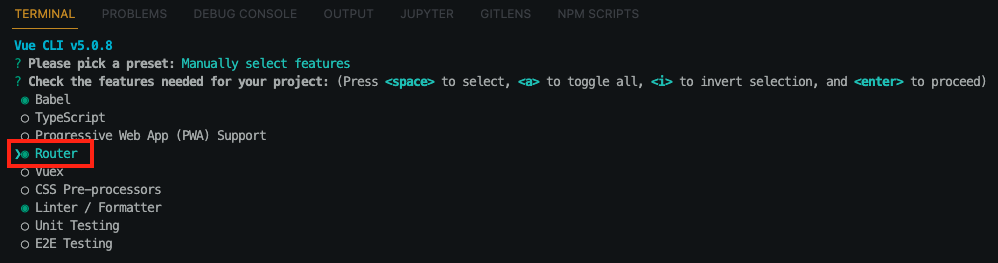 TERMINAL PROBLEMS DEBUG CONSOLE OUTPUT JUPYTER GITLENS NPM SCRIPTS
Vue CLI v5.0.8
? Please pick a preset: Manually select features
? Check the features needed for your project: (Press <space> to select, <a> to toggle all, <i> to invert selection, and <enter> to proceed)
◉ Babel
◯ TypeScript
◯ Progressive Web App (PWA) Support
❯◉ Router
◯ Vuex
◯ CSS Pre-processors
◉ Linter / Formatter
◯ Unit Testing
◯ E2E Testing